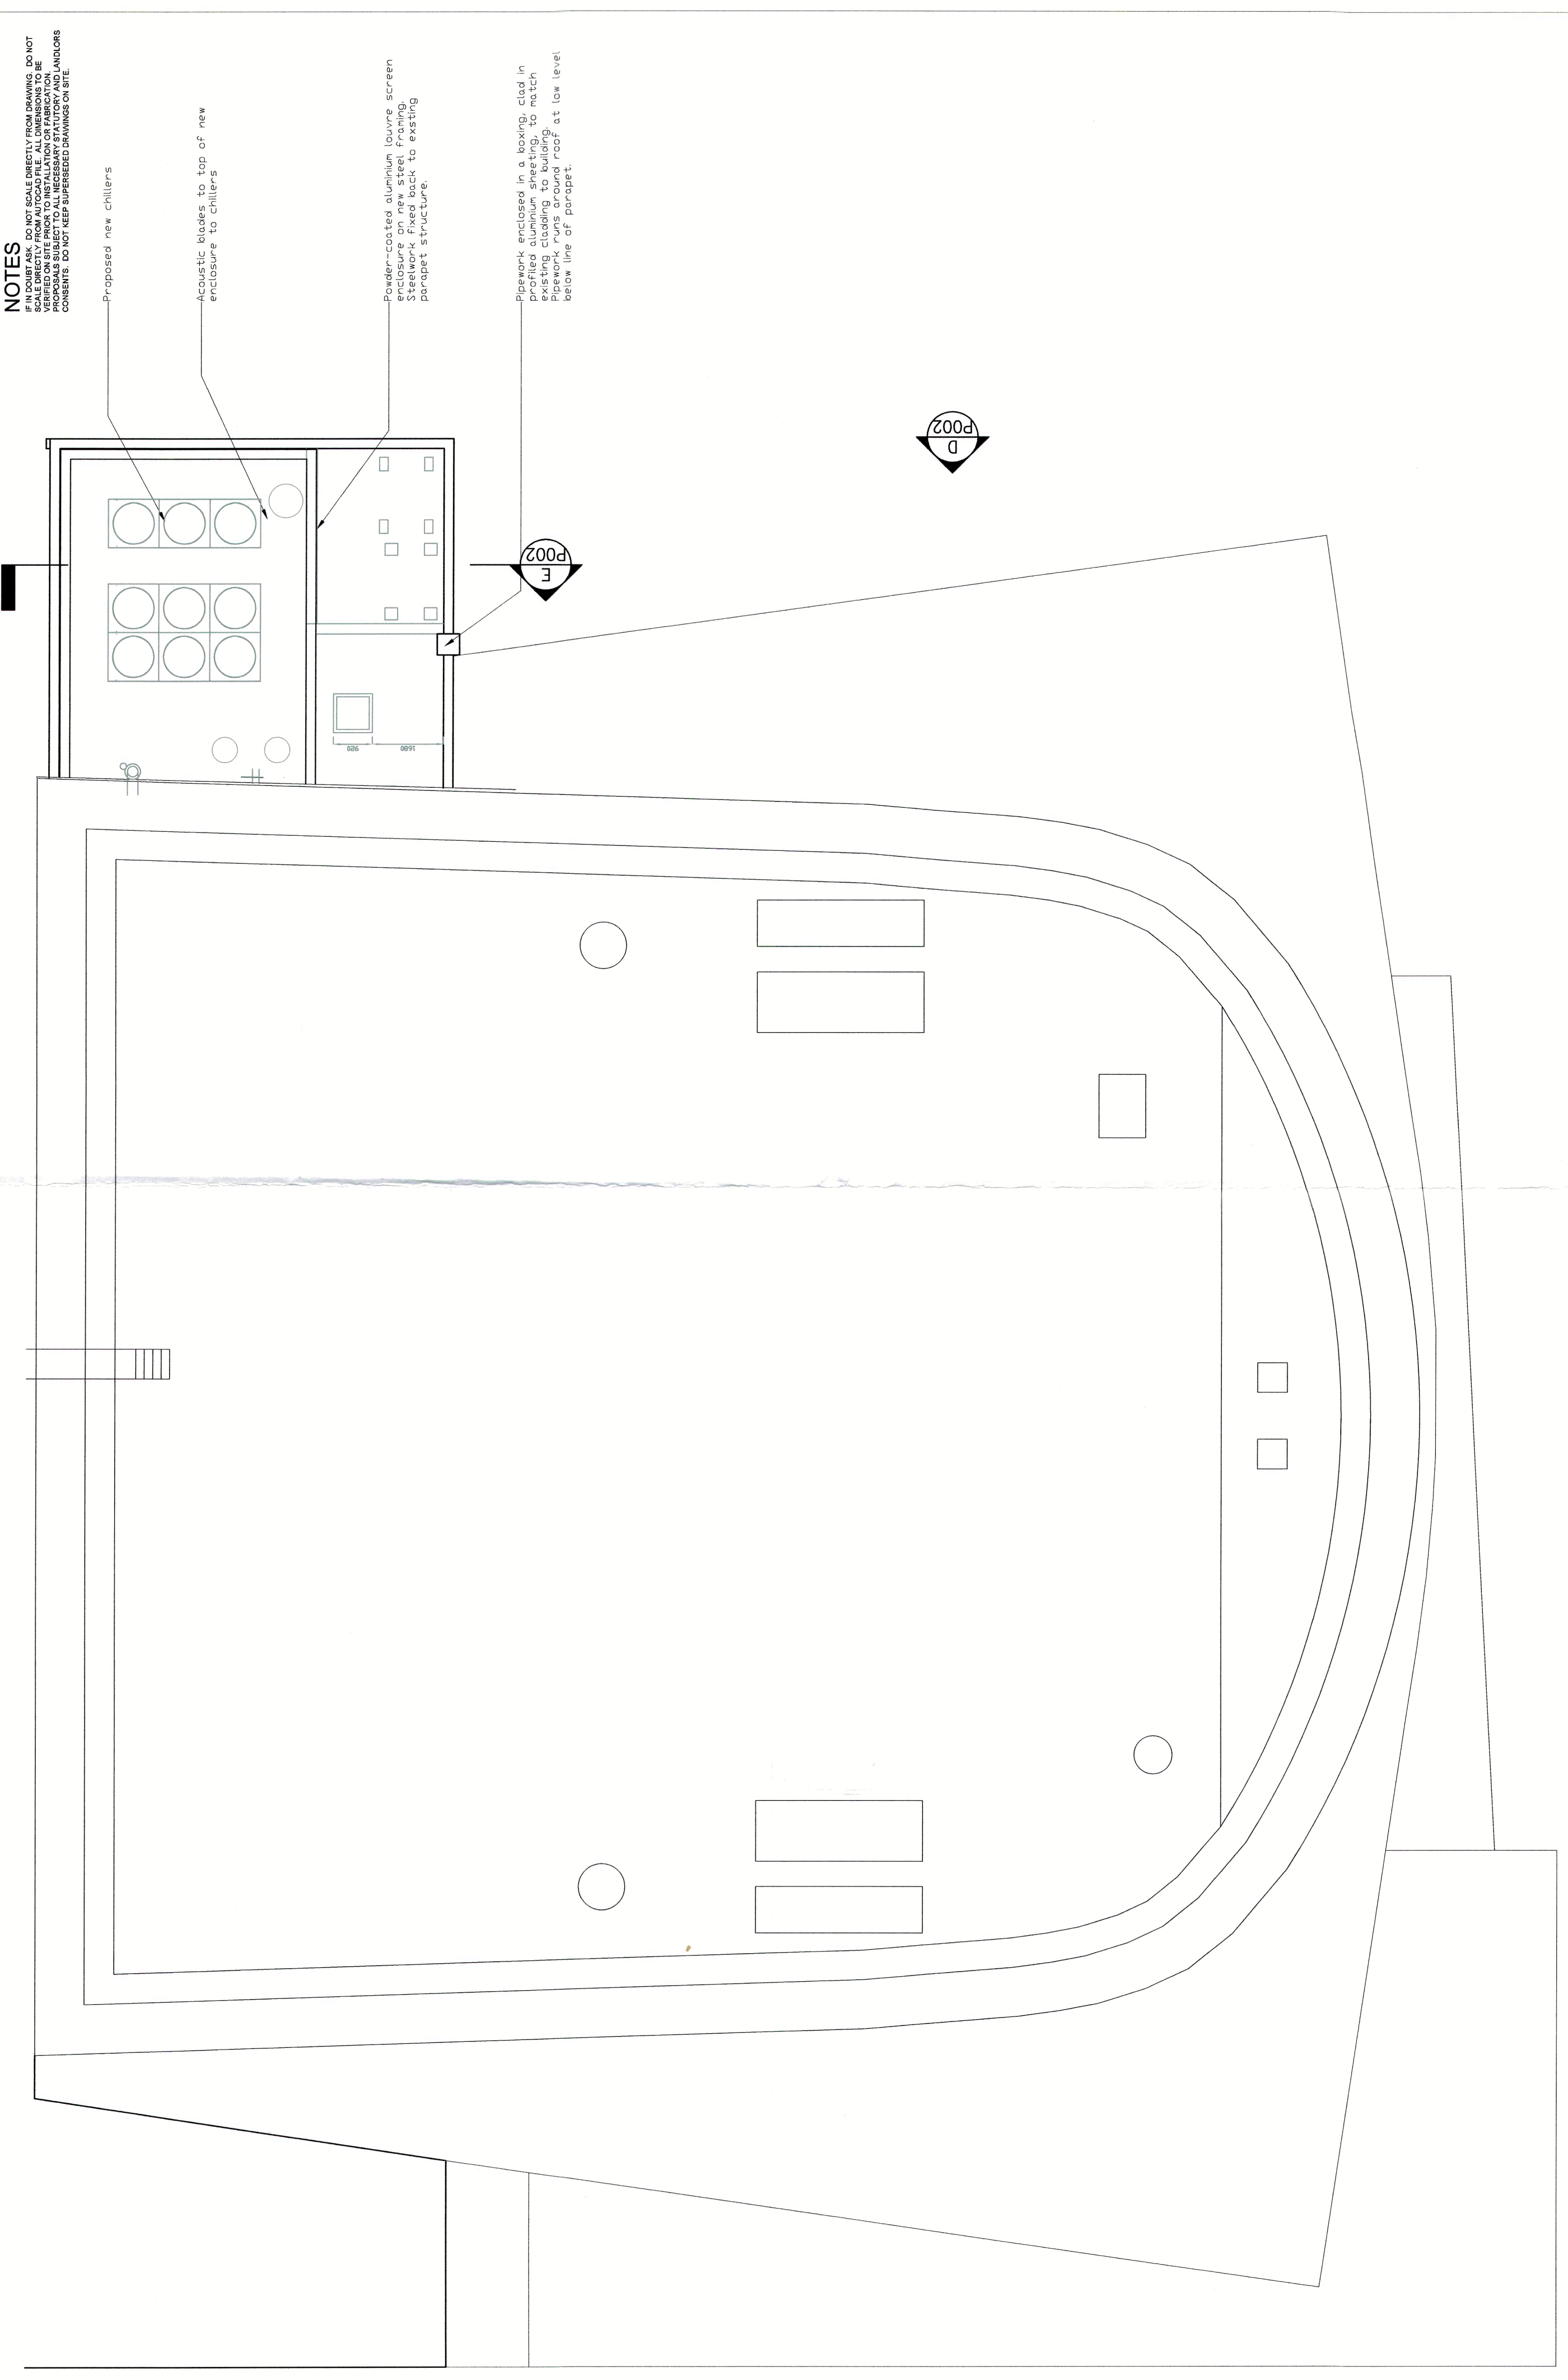 NOTES
IF IN DOUBT ASK. DO NOT SCALE DIRECTLY FROM DRAWING. DO NOT
SCALE DIRECTLY FROM AUTOCAD FILE. ALL DIMENSIONS TO BE
VERIFIED ON SITE PRIOR TO INSTALLATION OR FABRICATION.
PROPOSALS SUBJECT TO ALL NECESSARY STATUTORY AND LANDLORS
CONSENTS. DO NOT KEEP SUPERSEDED DRAWINGS ON SITE.
Proposed new chillers
Acoustic blades to top of new
enclosure to chillers
Powder-coated aluminium louvre screen
enclosure on new steel framing.
Steelwork fixed back to exsting
parapet structure.
Pipework enclosed in a boxing, clad in
profiled aluminium sheeting, to match
existing cladding to building.
Pipework runs around roof at low level
below line of parapet.
D
P002
E
P002
920
1680